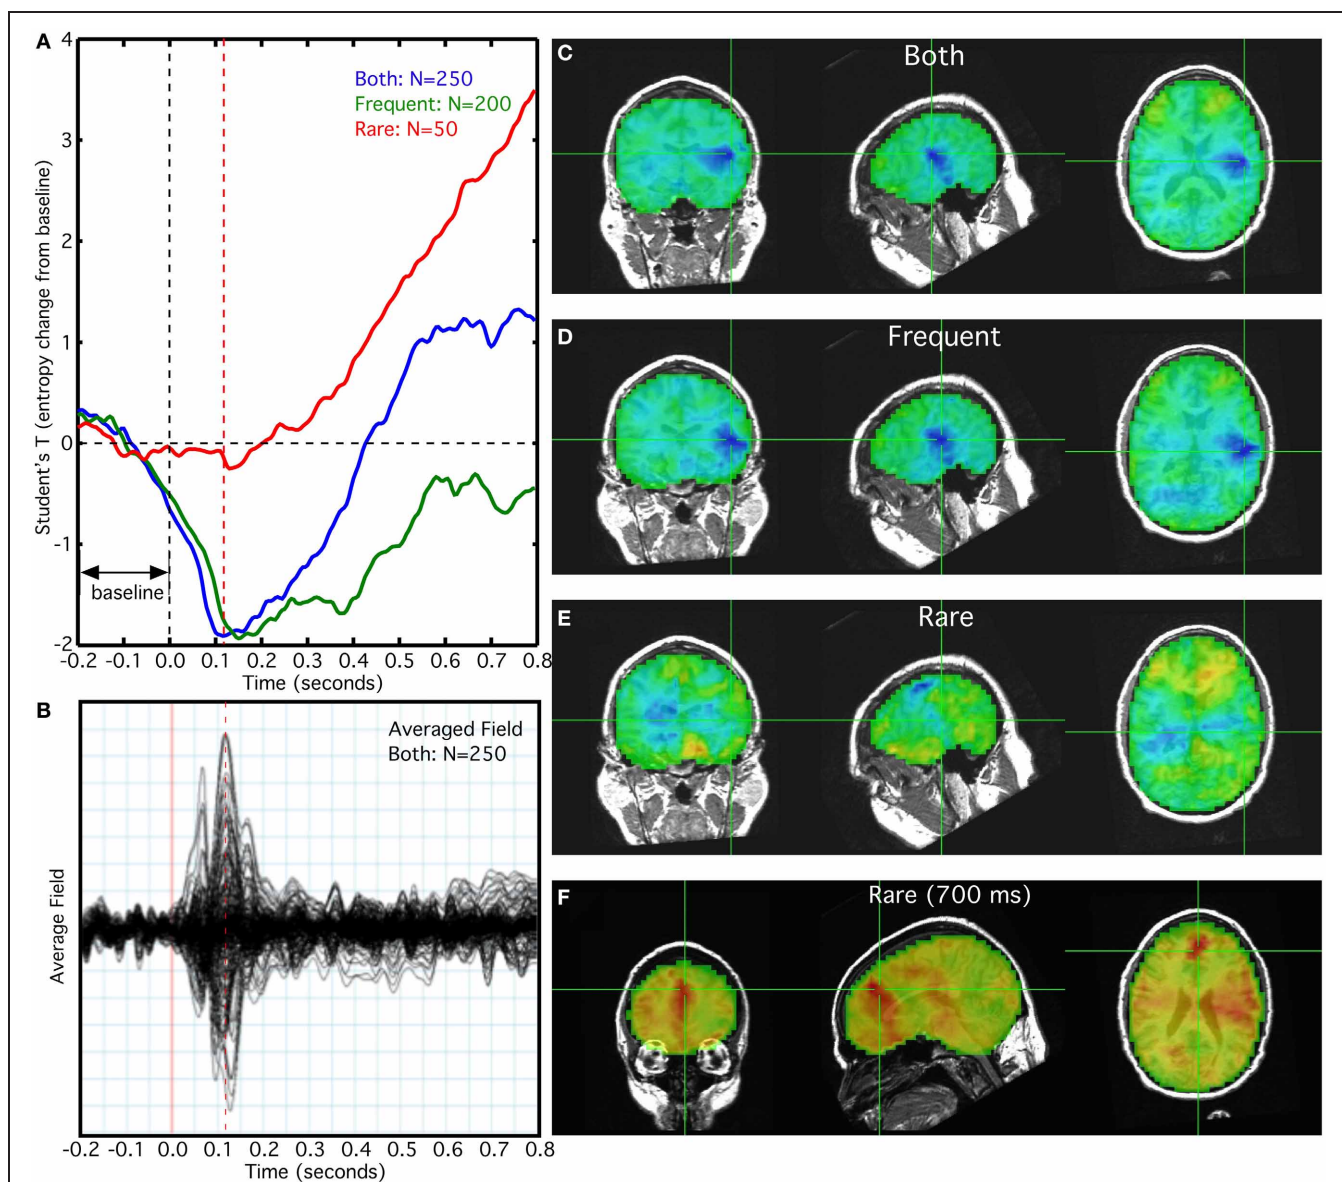 A
4
3
2
1
0
-1
-2
Student's T (entropy change from baseline)
Both: N=250
Frequent: N=200
Rare: N=50
baseline
-0.2 -0.1 0.0 0.1 0.2 0.3 0.4 0.5 0.6 0.7 0.8
Time (seconds)
B
Averaged Field
Both: N=250
Average Field
-0.2 -0.1 0.0 0.1 0.2 0.3 0.4 0.5 0.6 0.7 0.8
Time (seconds)
C
Both
D
Frequent
E
Rare
F
Rare (700 ms)